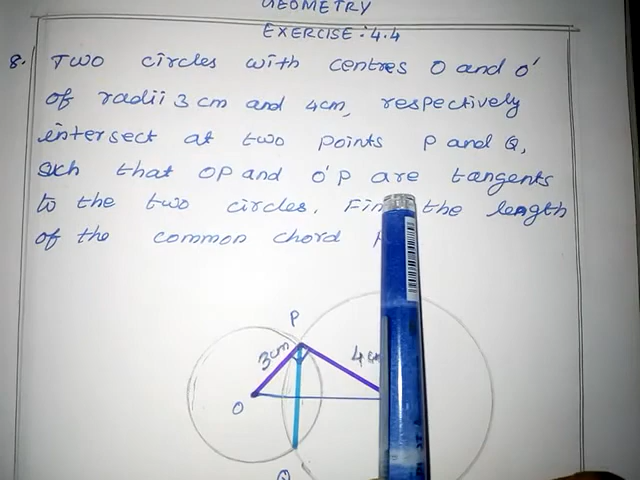 GEOMETRY
EXERCISE: 4.4
8. Two circles with centres O and O'
of radii 3 cm and 4cm, respectively
intersect at two points P and Q,
such that OP and O'P are tangents
to the two circles. Fin the length
of the common chord
P
3cm
4cm
O
Q